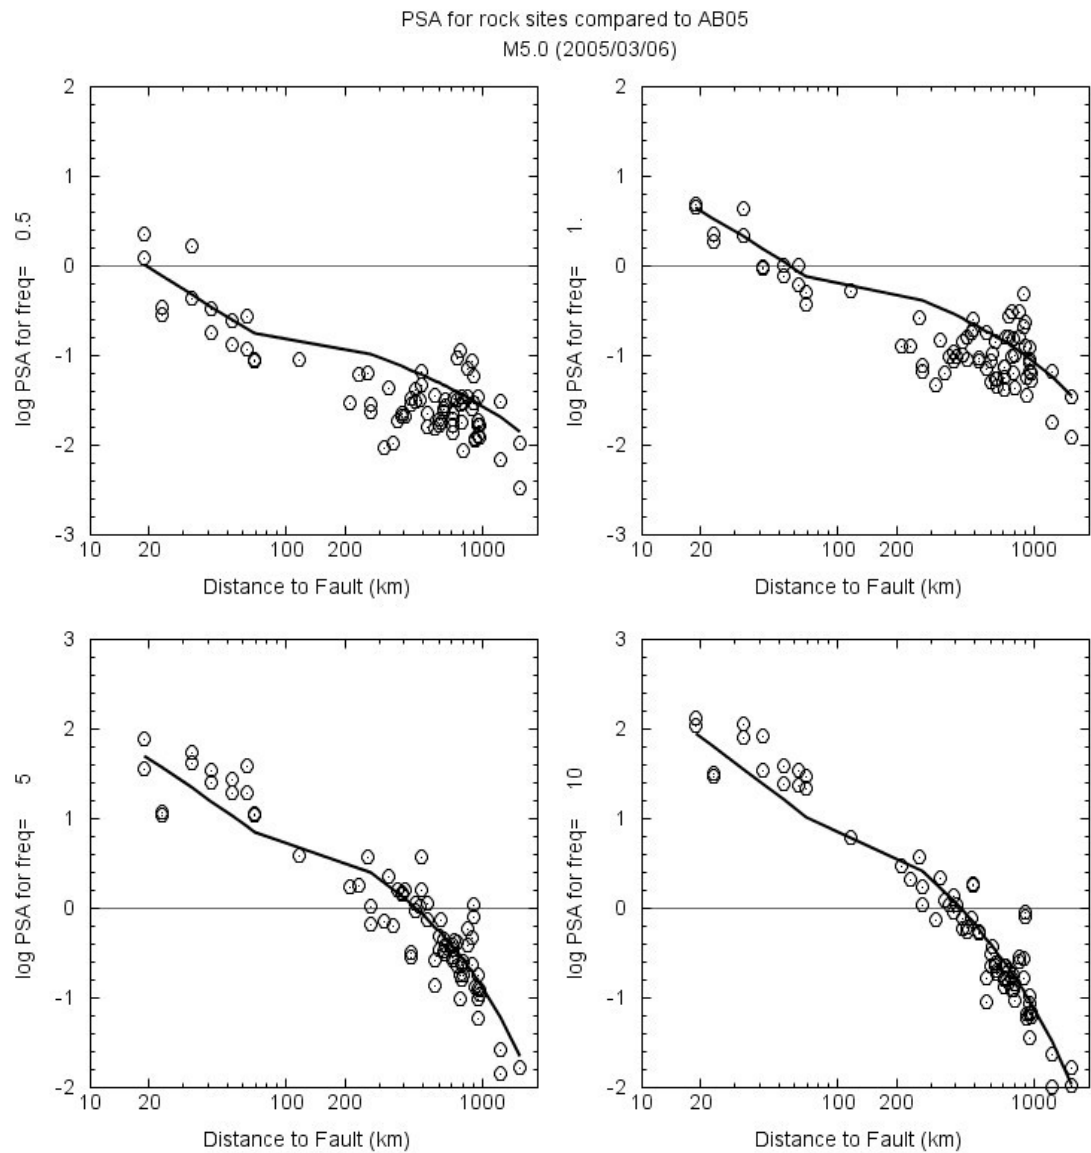 PSA for rock sites compared to AB05
M5.0 (2005/03/06)
log PSA for freq= 0.5
2
1
0
-1
-2
-3
10 20 100 200 1000
Distance to Fault (km)
log PSA for freq= 1.
2
1
0
-1
-2
-3
10 20 100 200 1000
Distance to Fault (km)
log PSA for freq= 5
3
2
1
0
-1
-2
10 20 100 200 1000
Distance to Fault (km)
log PSA for freq= 10
3
2
1
0
-1
-2
10 20 100 200 1000
Distance to Fault (km)